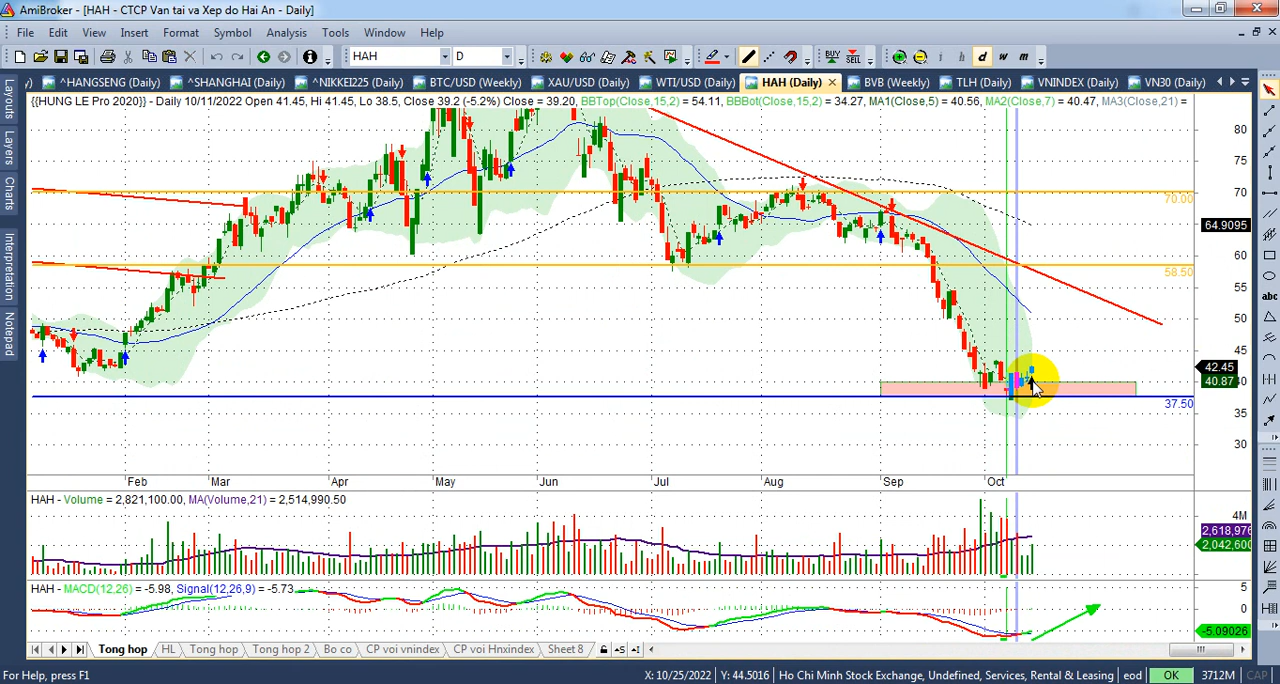 AmiBroker - [HAH - CTCP Van tai va Xep do Hai An - Daily]
File Edit View Insert Format Symbol Analysis Tools Window Help
HAH D BUY SELL i h d w m
^HANGSENG (Daily) ^SHANGHAI (Daily) ^NIKKEI225 (Daily) BTC/USD (Weekly) XAU/USD (Daily) WTI/USD (Daily) HAH (Daily) BVB (Weekly) TLH (Daily) VNINDEX (Daily) VN30 (Daily)
{{HUNG LE Pro 2020}} - Daily 10/11/2022 Open 41.45, Hi 41.45, Lo 38.5, Close 39.2 (-5.2%) Close = 39.20, BBTop(Close,15,2) = 54.11, BBBot(Close,15,2) = 34.27, MA1(Close,5) = 40.56, MA2(Close,7) = 40.47, MA3(Close,21) =
Layouts
Layers
Charts
Interpretation
Notepad
80
75
70
70.00
64.9095
60
58.50
55
50
45
42.45
40.87
40
37.50
35
30
abc
Feb Mar Apr May Jun Jul Aug Sep Oct
HAH - Volume = 2,821,100.00, MA(Volume,21) = 2,514,990.50
4M
2,618,976
2,042,600
HAH - MACD(12,26) = -5.98, Signal(12,26,9) = -5.73
5
0
-5.09026
Tong hop HL Tong hop Tong hop 2 Bo co CP voi vnindex CP voi Hnxindex Sheet 8
For Help, press F1 X: 10/25/2022 Y: 44.5016 Ho Chi Minh Stock Exchange, Undefined, Services, Rental & Leasing eod OK 3712M CAP